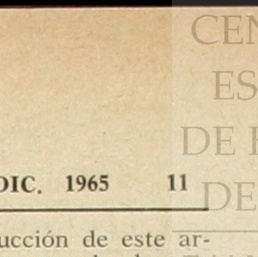 CEN
ES
DE
DIC. 1965 11
DE
ucción de este ar-